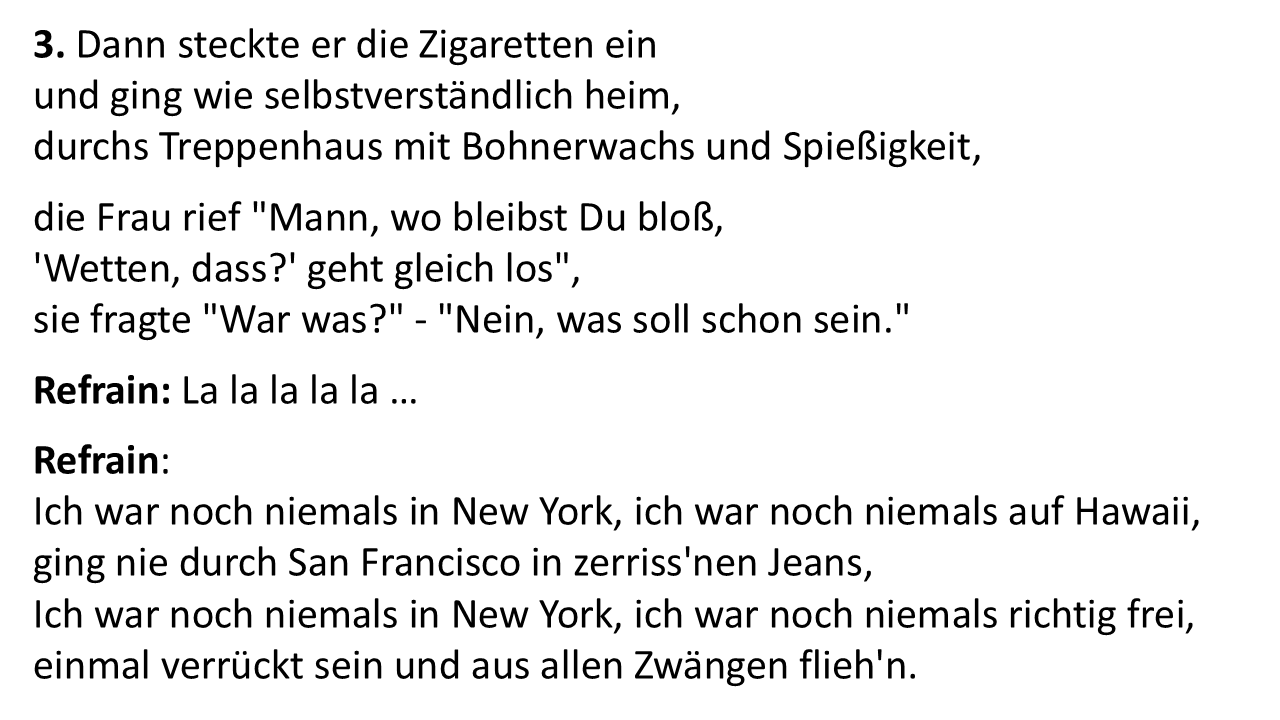 3. Dann steckte er die Zigaretten ein
und ging wie selbstverständlich heim,
durchs Treppenhaus mit Bohnerwachs und Spießigkeit,
die Frau rief "Mann, wo bleibst Du bloß,
'Wetten, dass?' geht gleich los",
sie fragte "War was?" - "Nein, was soll schon sein."
Refrain: La la la la la …
Refrain:
Ich war noch niemals in New York, ich war noch niemals auf Hawaii,
ging nie durch San Francisco in zerriss'nen Jeans,
Ich war noch niemals in New York, ich war noch niemals richtig frei,
einmal verrückt sein und aus allen Zwängen flieh'n.